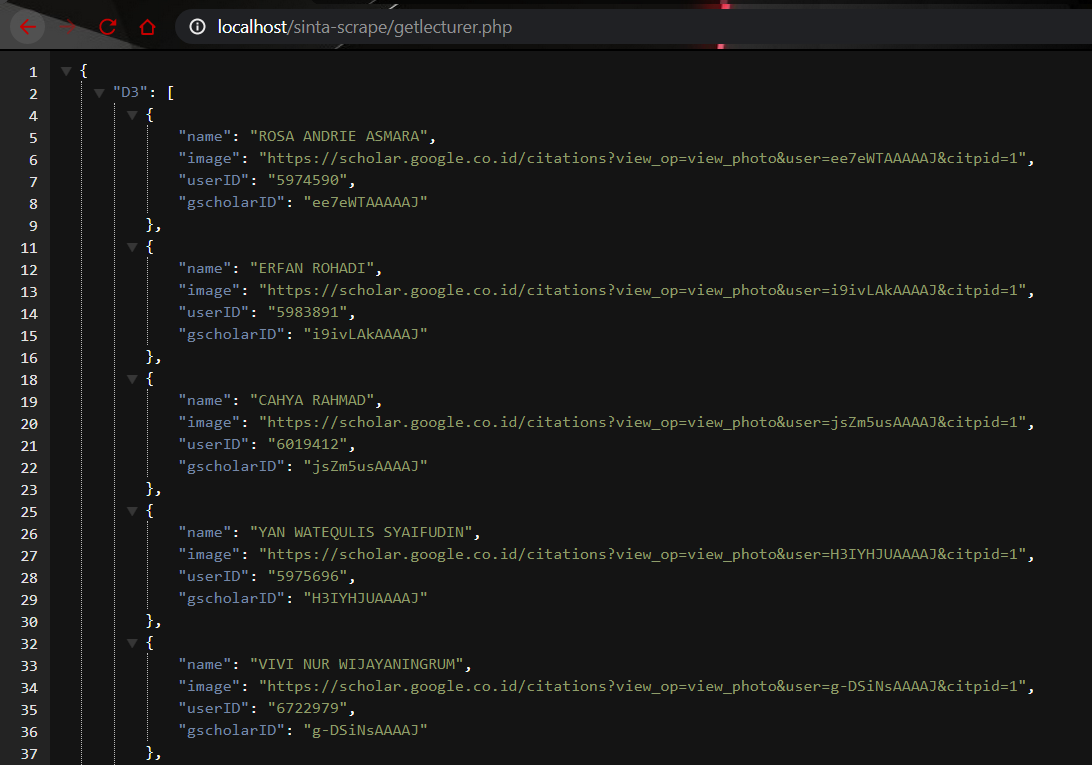 localhost/sinta-scrape/getlecturer.php
1 {
2 "D3": [
4 {
5 "name": "ROSA ANDRIE ASMARA",
6 "image": "https://scholar.google.co.id/citations?view_op=view_photo&user=ee7eWTAAAAAJ&citpid=1",
7 "userID": "5974590",
8 "gscholarID": "ee7eWTAAAAAJ"
9 },
11 {
12 "name": "ERFAN ROHADI",
13 "image": "https://scholar.google.co.id/citations?view_op=view_photo&user=i9ivLAkAAAAJ&citpid=1",
14 "userID": "5983891",
15 "gscholarID": "i9ivLAkAAAAJ"
16 },
18 {
19 "name": "CAHYA RAHMAD",
20 "image": "https://scholar.google.co.id/citations?view_op=view_photo&user=jsZm5usAAAAJ&citpid=1",
21 "userID": "6019412",
22 "gscholarID": "jsZm5usAAAAJ"
23 },
25 {
26 "name": "YAN WATEQULIS SYAIFUDIN",
27 "image": "https://scholar.google.co.id/citations?view_op=view_photo&user=H3IYHJUAAAAJ&citpid=1",
28 "userID": "5975696",
29 "gscholarID": "H3IYHJUAAAAJ"
30 },
32 {
33 "name": "VIVI NUR WIJAYANINGRUM",
34 "image": "https://scholar.google.co.id/citations?view_op=view_photo&user=g-DSiNsAAAAJ&citpid=1",
35 "userID": "6722979",
36 "gscholarID": "g-DSiNsAAAAJ"
37 },